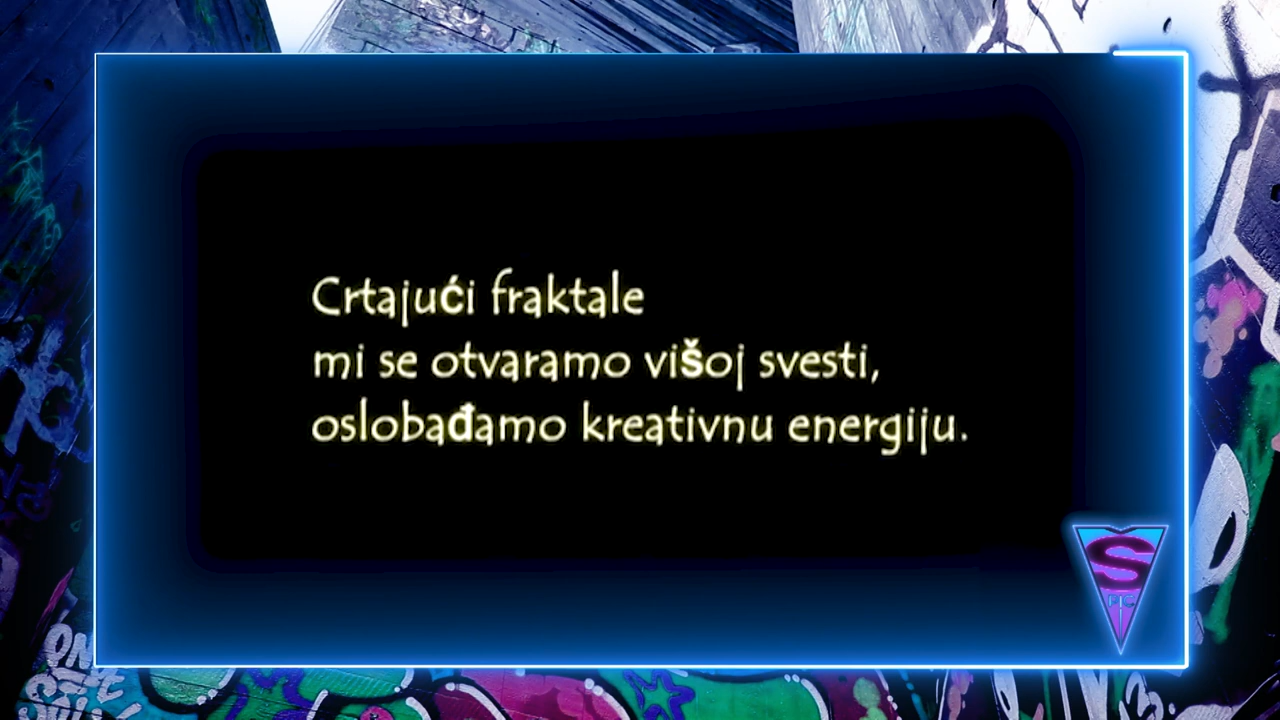 Crtajući fraktale
mi se otvaramo višoj svesti,
oslobađamo kreativnu energiju.
Š